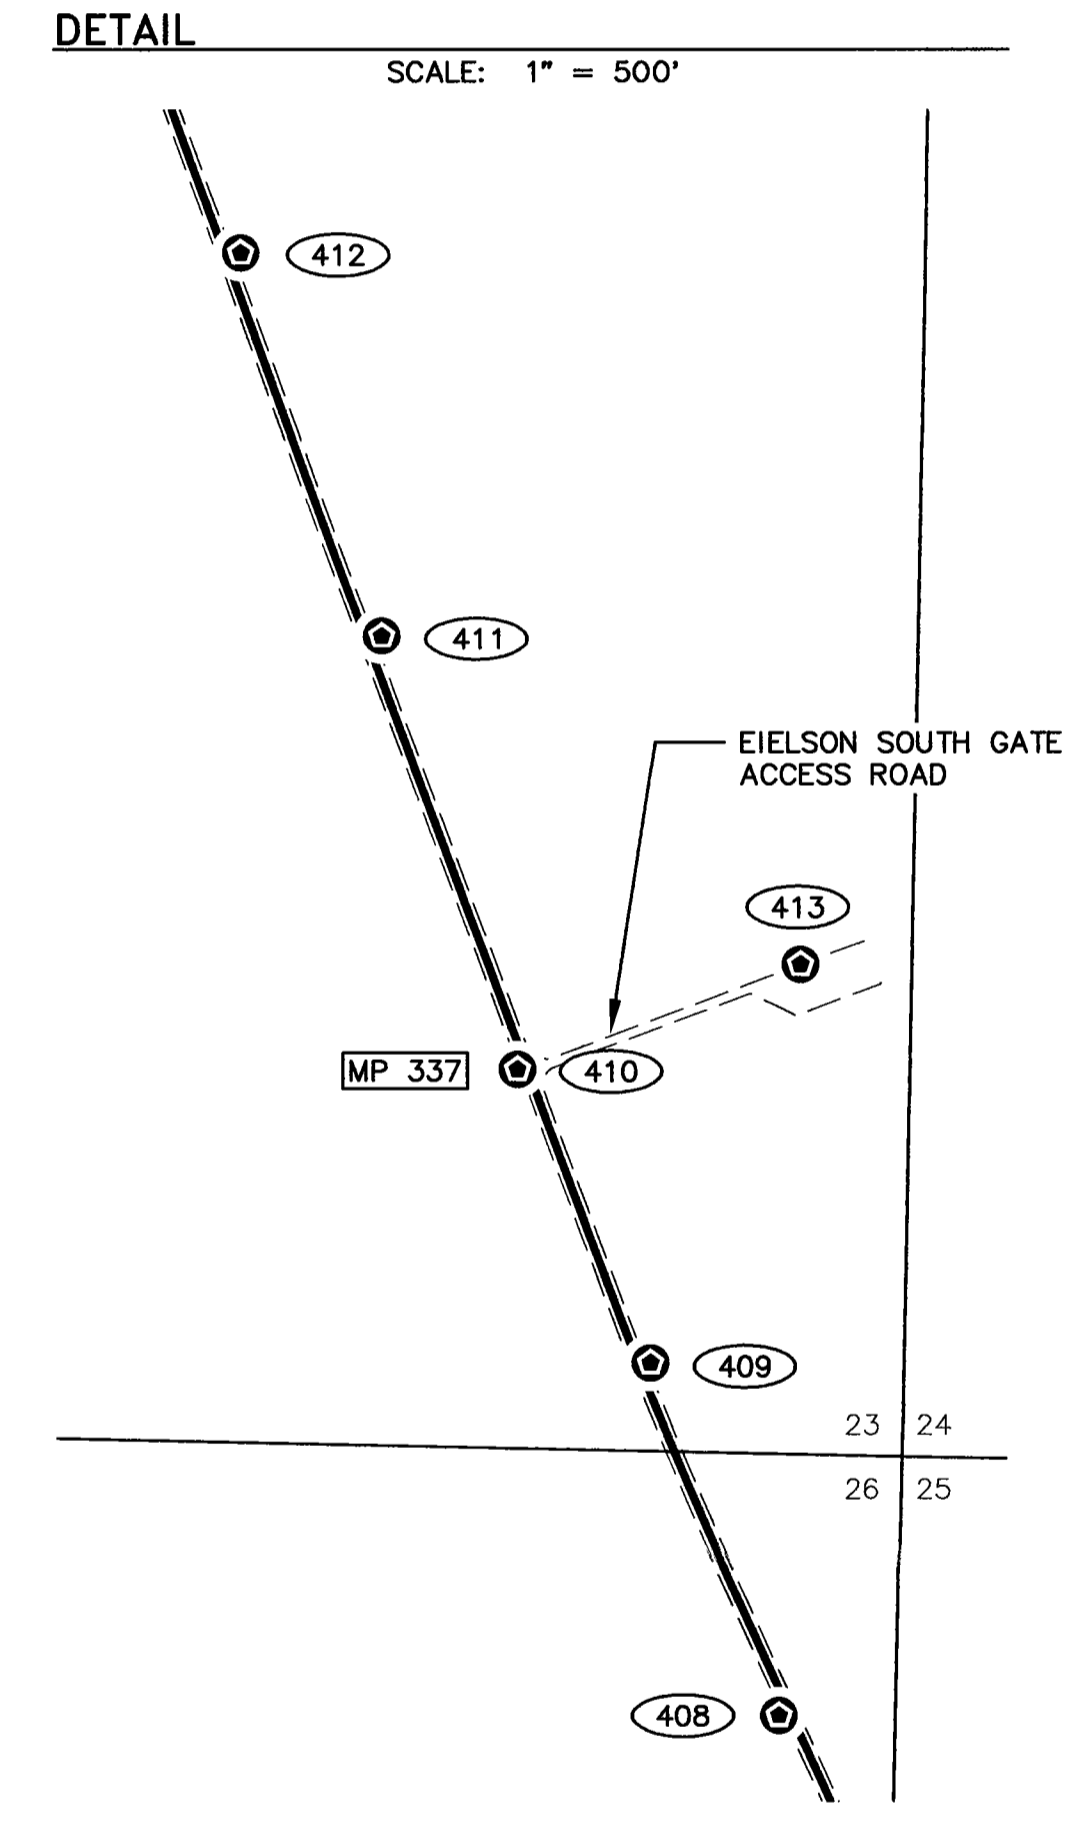 DETAIL
SCALE: 1" = 500'
412
411
EIELSON SOUTH GATE
ACCESS ROAD
413
MP 337
410
409
23 24
26 25
408